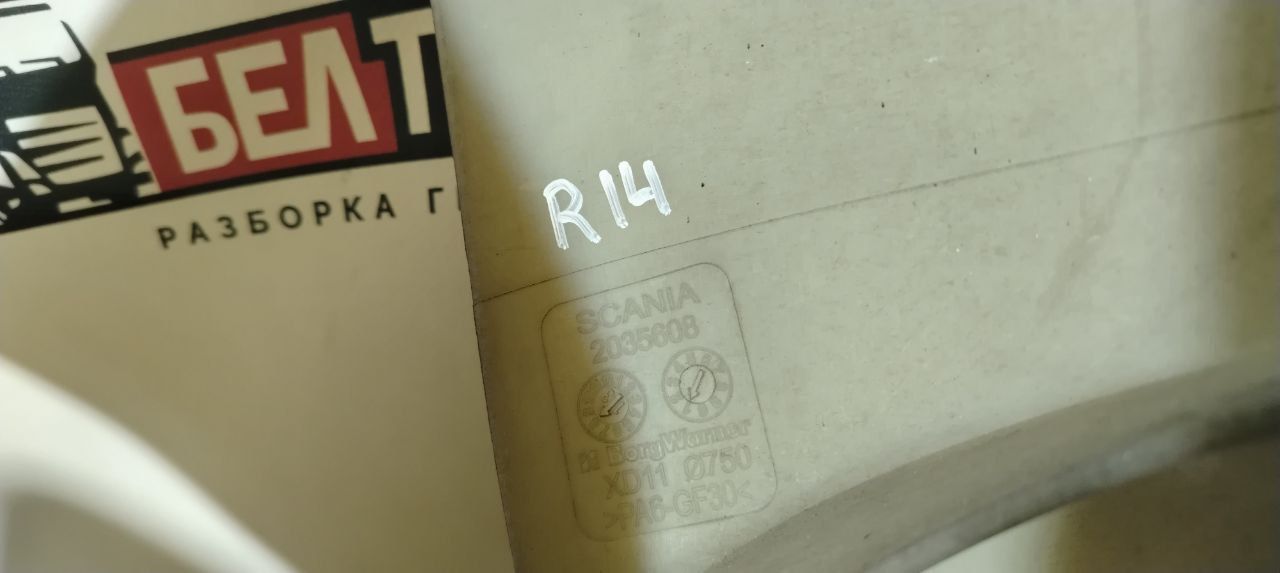 БЕЛТ
РАЗБОРКА Г
R14
SCANIA
2035608
BorgWarner
XD11 Ø750
>PA6-GF30<